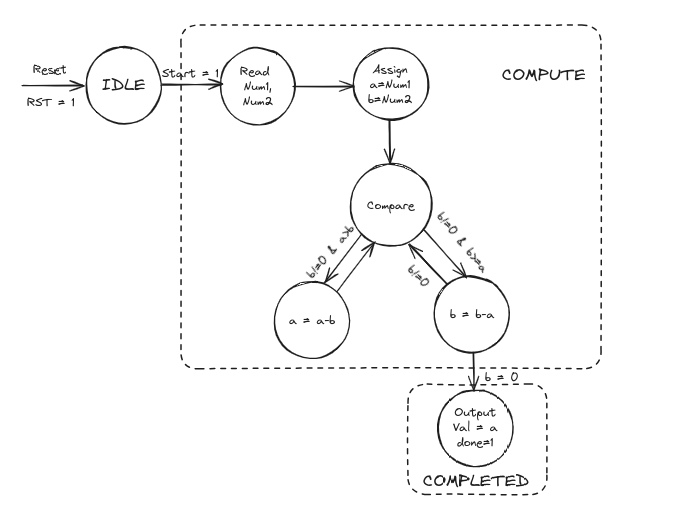 Reset
RST = 1
IDLE
Start = 1
Read
Num1,
Num2
Assign
a=Num1
b=Num2
COMPUTE
Compare
b!=0 & a>b
b!=0 & b>=a
b!=0
a = a-b
b = b-a
b = 0
Output
Val = a
done=1
COMPLETED